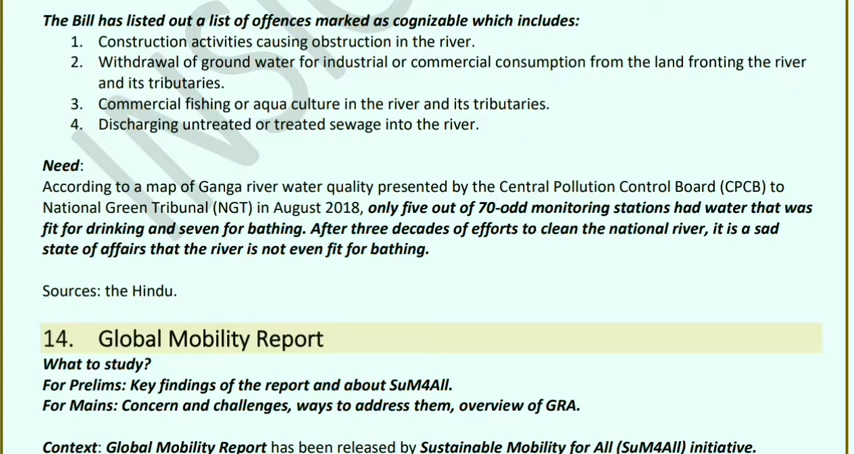 The Bill has listed out a list of offences marked as cognizable which includes:
1. Construction activities causing obstruction in the river.
2. Withdrawal of ground water for industrial or commercial consumption from the land fronting the river
and its tributaries.
3. Commercial fishing or aqua culture in the river and its tributaries.
4. Discharging untreated or treated sewage into the river.
Need:
According to a map of Ganga river water quality presented by the Central Pollution Control Board (CPCB) to
National Green Tribunal (NGT) in August 2018, only five out of 70-odd monitoring stations had water that was
fit for drinking and seven for bathing. After three decades of efforts to clean the national river, it is a sad
state of affairs that the river is not even fit for bathing.
Sources: the Hindu.
14. Global Mobility Report
What to study?
For Prelims: Key findings of the report and about SuM4All.
For Mains: Concern and challenges, ways to address them, overview of GRA.
Context: Global Mobility Report has been released by Sustainable Mobility for All (SuM4All) initiative.